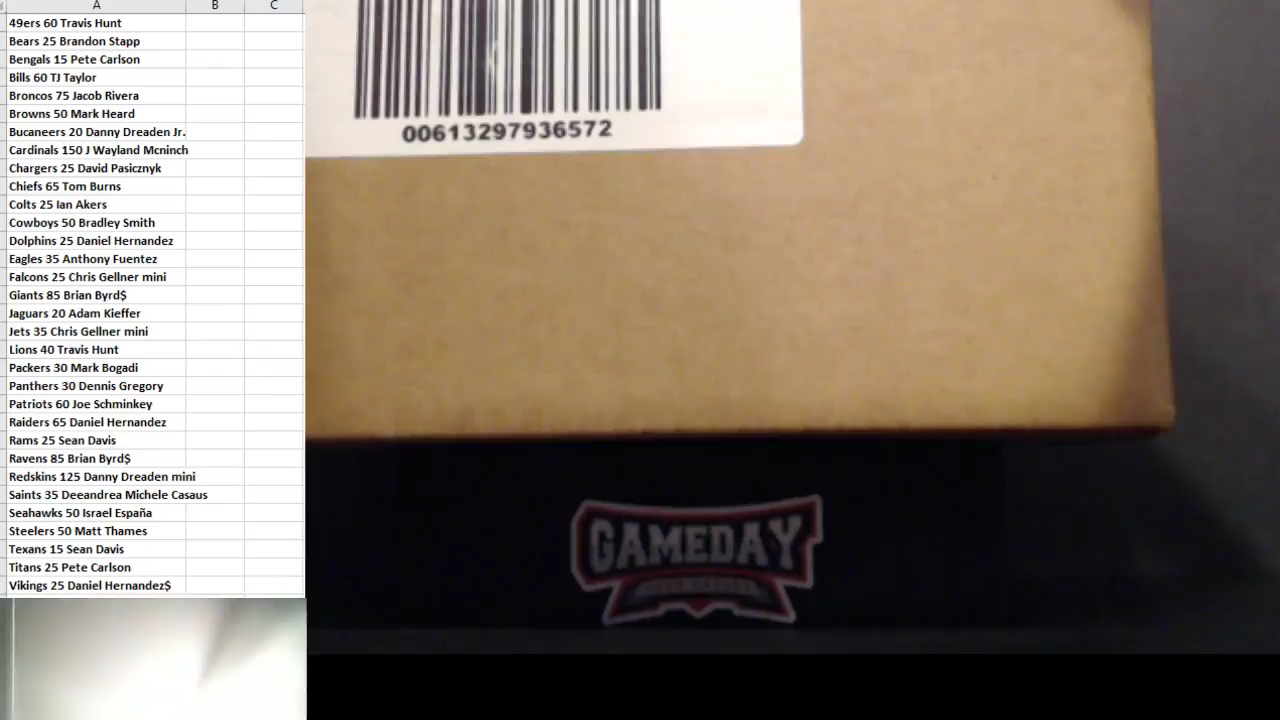 A B C
49ers 60 Travis Hunt
Bears 25 Brandon Stapp
Bengals 15 Pete Carlson
Bills 60 TJ Taylor
Broncos 75 Jacob Rivera
Browns 50 Mark Heard
Bucaneers 20 Danny Dreaden Jr.
Cardinals 150 J Wayland Mcninch
Chargers 25 David Pasicznyk
Chiefs 65 Tom Burns
Colts 25 Ian Akers
Cowboys 50 Bradley Smith
Dolphins 25 Daniel Hernandez
Eagles 35 Anthony Fuentez
Falcons 25 Chris Gellner mini
Giants 85 Brian Byrd$
Jaguars 20 Adam Kieffer
Jets 35 Chris Gellner mini
Lions 40 Travis Hunt
Packers 30 Mark Bogadi
Panthers 30 Dennis Gregory
Patriots 60 Joe Schminkey
Raiders 65 Daniel Hernandez
Rams 25 Sean Davis
Ravens 85 Brian Byrd$
Redskins 125 Danny Dreaden mini
Saints 35 Deeandrea Michele Casaus
Seahawks 50 Israel España
Steelers 50 Matt Thames
Texans 15 Sean Davis
Titans 25 Pete Carlson
Vikings 25 Daniel Hernandez$
00613297936572
GAMEDAY